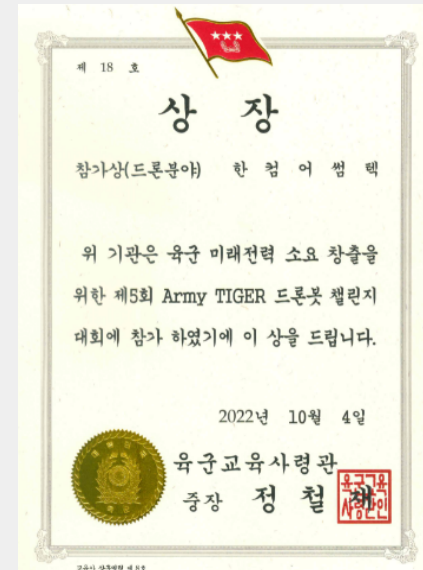 제 18 호
상 장
참가상(드론분야) 한 컴 어 썸 텍
위 기관은 육군 미래전력 소요 창출을
위한 제5회 Army TIGER 드론봇 챌린지
대회에 참가 하였기에 이 상을 드립니다.
2022년 10월 4일
육군교육사령관
중장 정 철 재